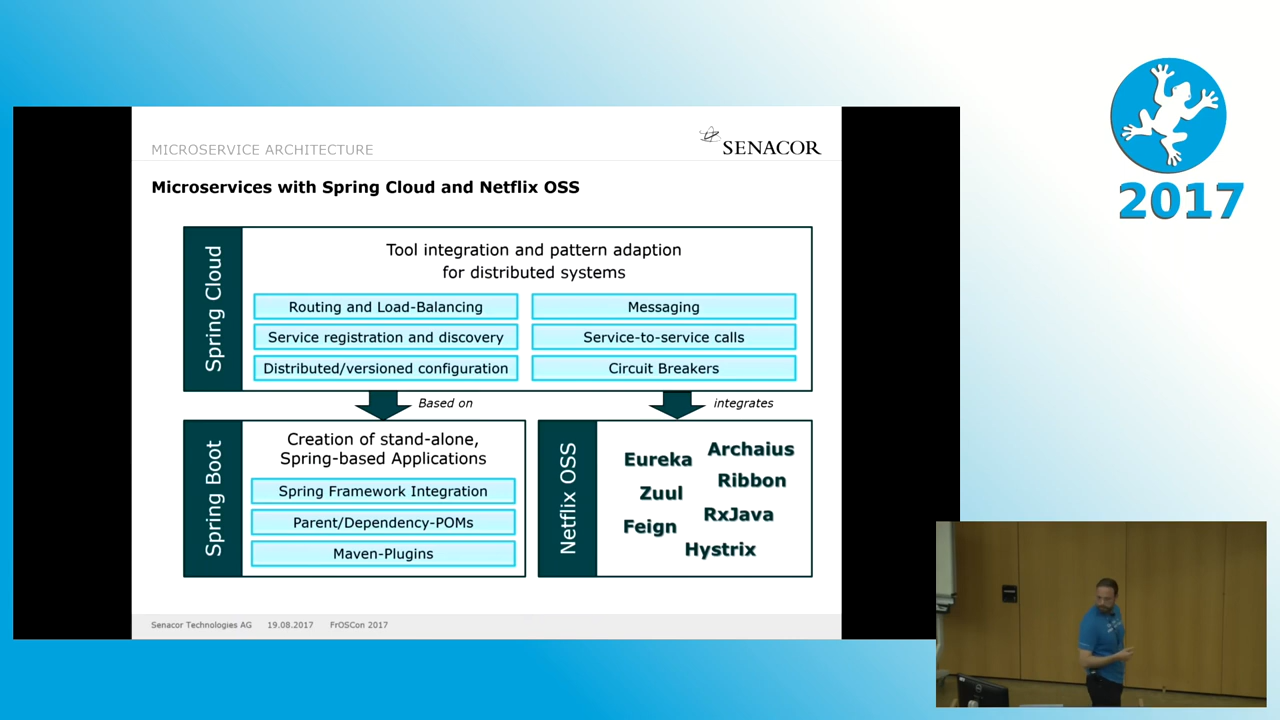 MICROSERVICE ARCHITECTURE
SENACOR
Microservices with Spring Cloud and Netflix OSS
Spring Cloud
Tool integration and pattern adaption
for distributed systems
Routing and Load-Balancing
Messaging
Service registration and discovery
Service-to-service calls
Distributed/versioned configuration
Circuit Breakers
Based on
integrates
Spring Boot
Creation of stand-alone,
Spring-based Applications
Spring Framework Integration
Parent/Dependency-POMs
Maven-Plugins
Netflix OSS
Eureka
Archaius
Ribbon
Zuul
RxJava
Feign
Hystrix
Senacor Technologies AG 19.08.2017 FrOSCon 2017
2017